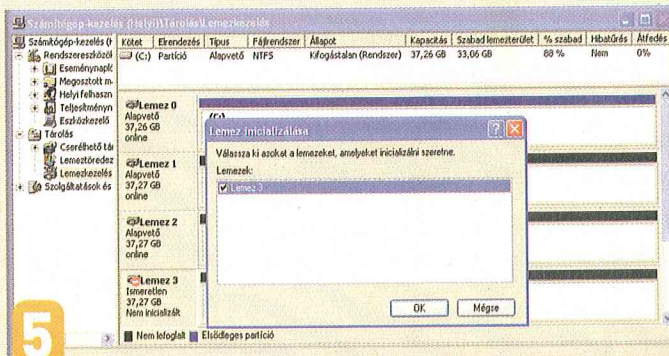 Számítógép-kezelés (Helyi)\Tárolás\Lemezkezelés
Számítógép-kezelés (H
Rendszereszközök
Eseménynapló
Megosztott m
Helyi felhaszn
Teljesítményn
Eszközkezelő
Tárolás
Cserélhető tár
Lemeztöredez
Lemezkezelés
Szolgáltatások és
Kötet Elrendezés Típus Fájlrendszer Állapot Kapacitás Szabad lemezterület % szabad Hibatűrés Átfedés
(C:) Partíció Alapvető NTFS Kifogástalan (Rendszer) 37,26 GB 33,06 GB 88 % Nem 0%
Lemez 0
Alapvető
37,26 GB
online
(C:)
Lemez 1
Alapvető
37,27 GB
online
Lemez 2
Alapvető
37,27 GB
online
Lemez 3
Ismeretlen
37,27 GB
Nem inicializált
Lemez inicializálása
Válassza ki azokat a lemezeket, amelyeket inicializálni szeretne.
Lemezek:
Lemez 3
OK Mégse
Nem lefoglalt Elsődleges partíció
5